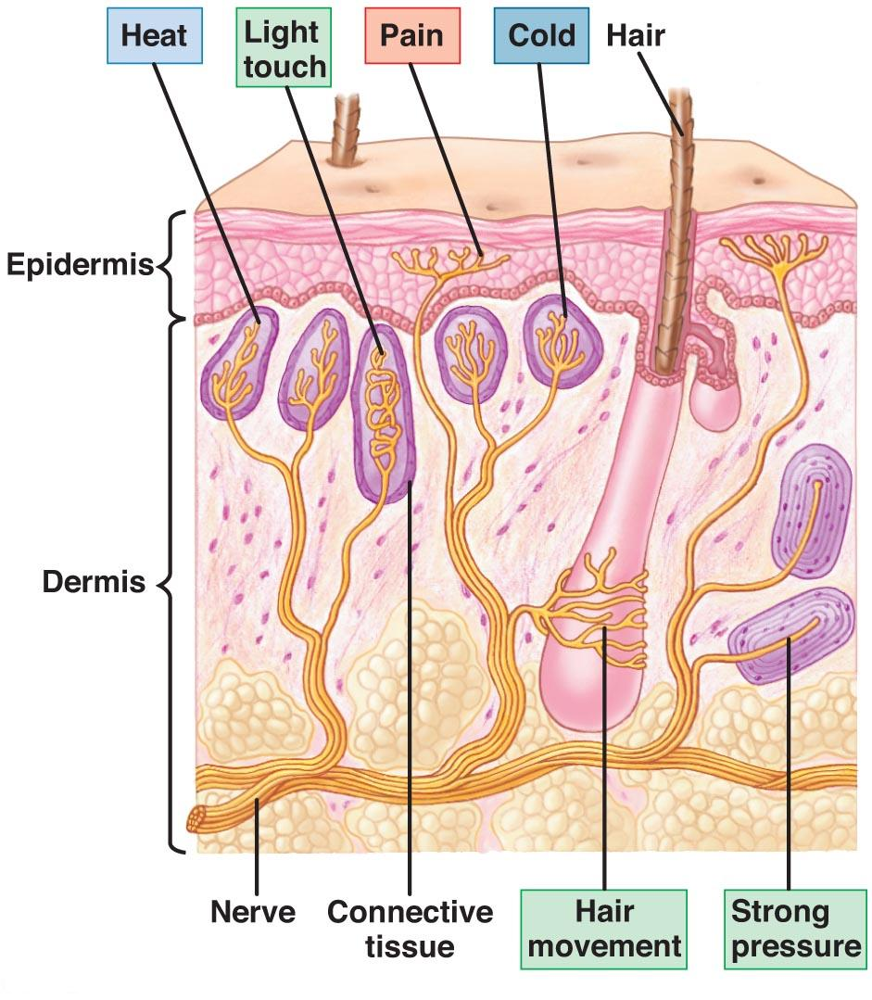 Heat
Light
touch
Pain
Cold
Hair
Epidermis
Dermis
Nerve
Connective
tissue
Hair
movement
Strong
pressure